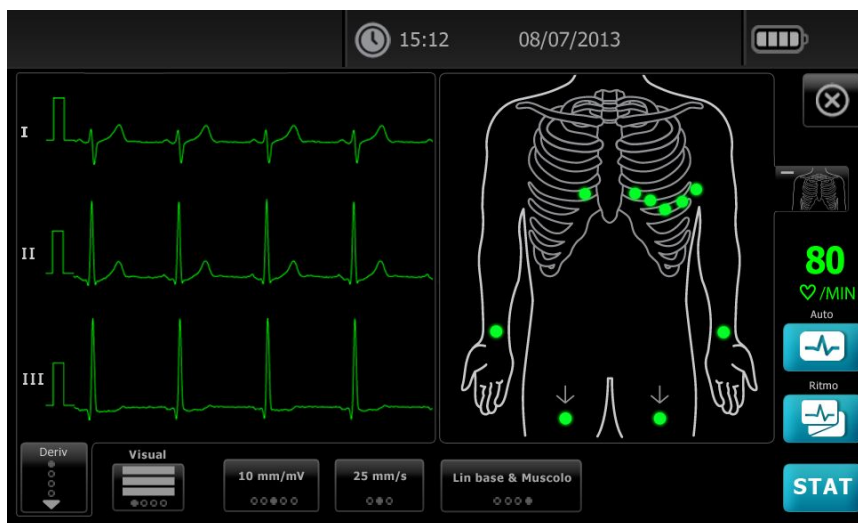 15:12 08/07/2013
I
II
80
/MIN
Auto
III
Ritmo
Deriv
Visual
10 mm/mV
25 mm/s
Lin base & Muscolo
STAT